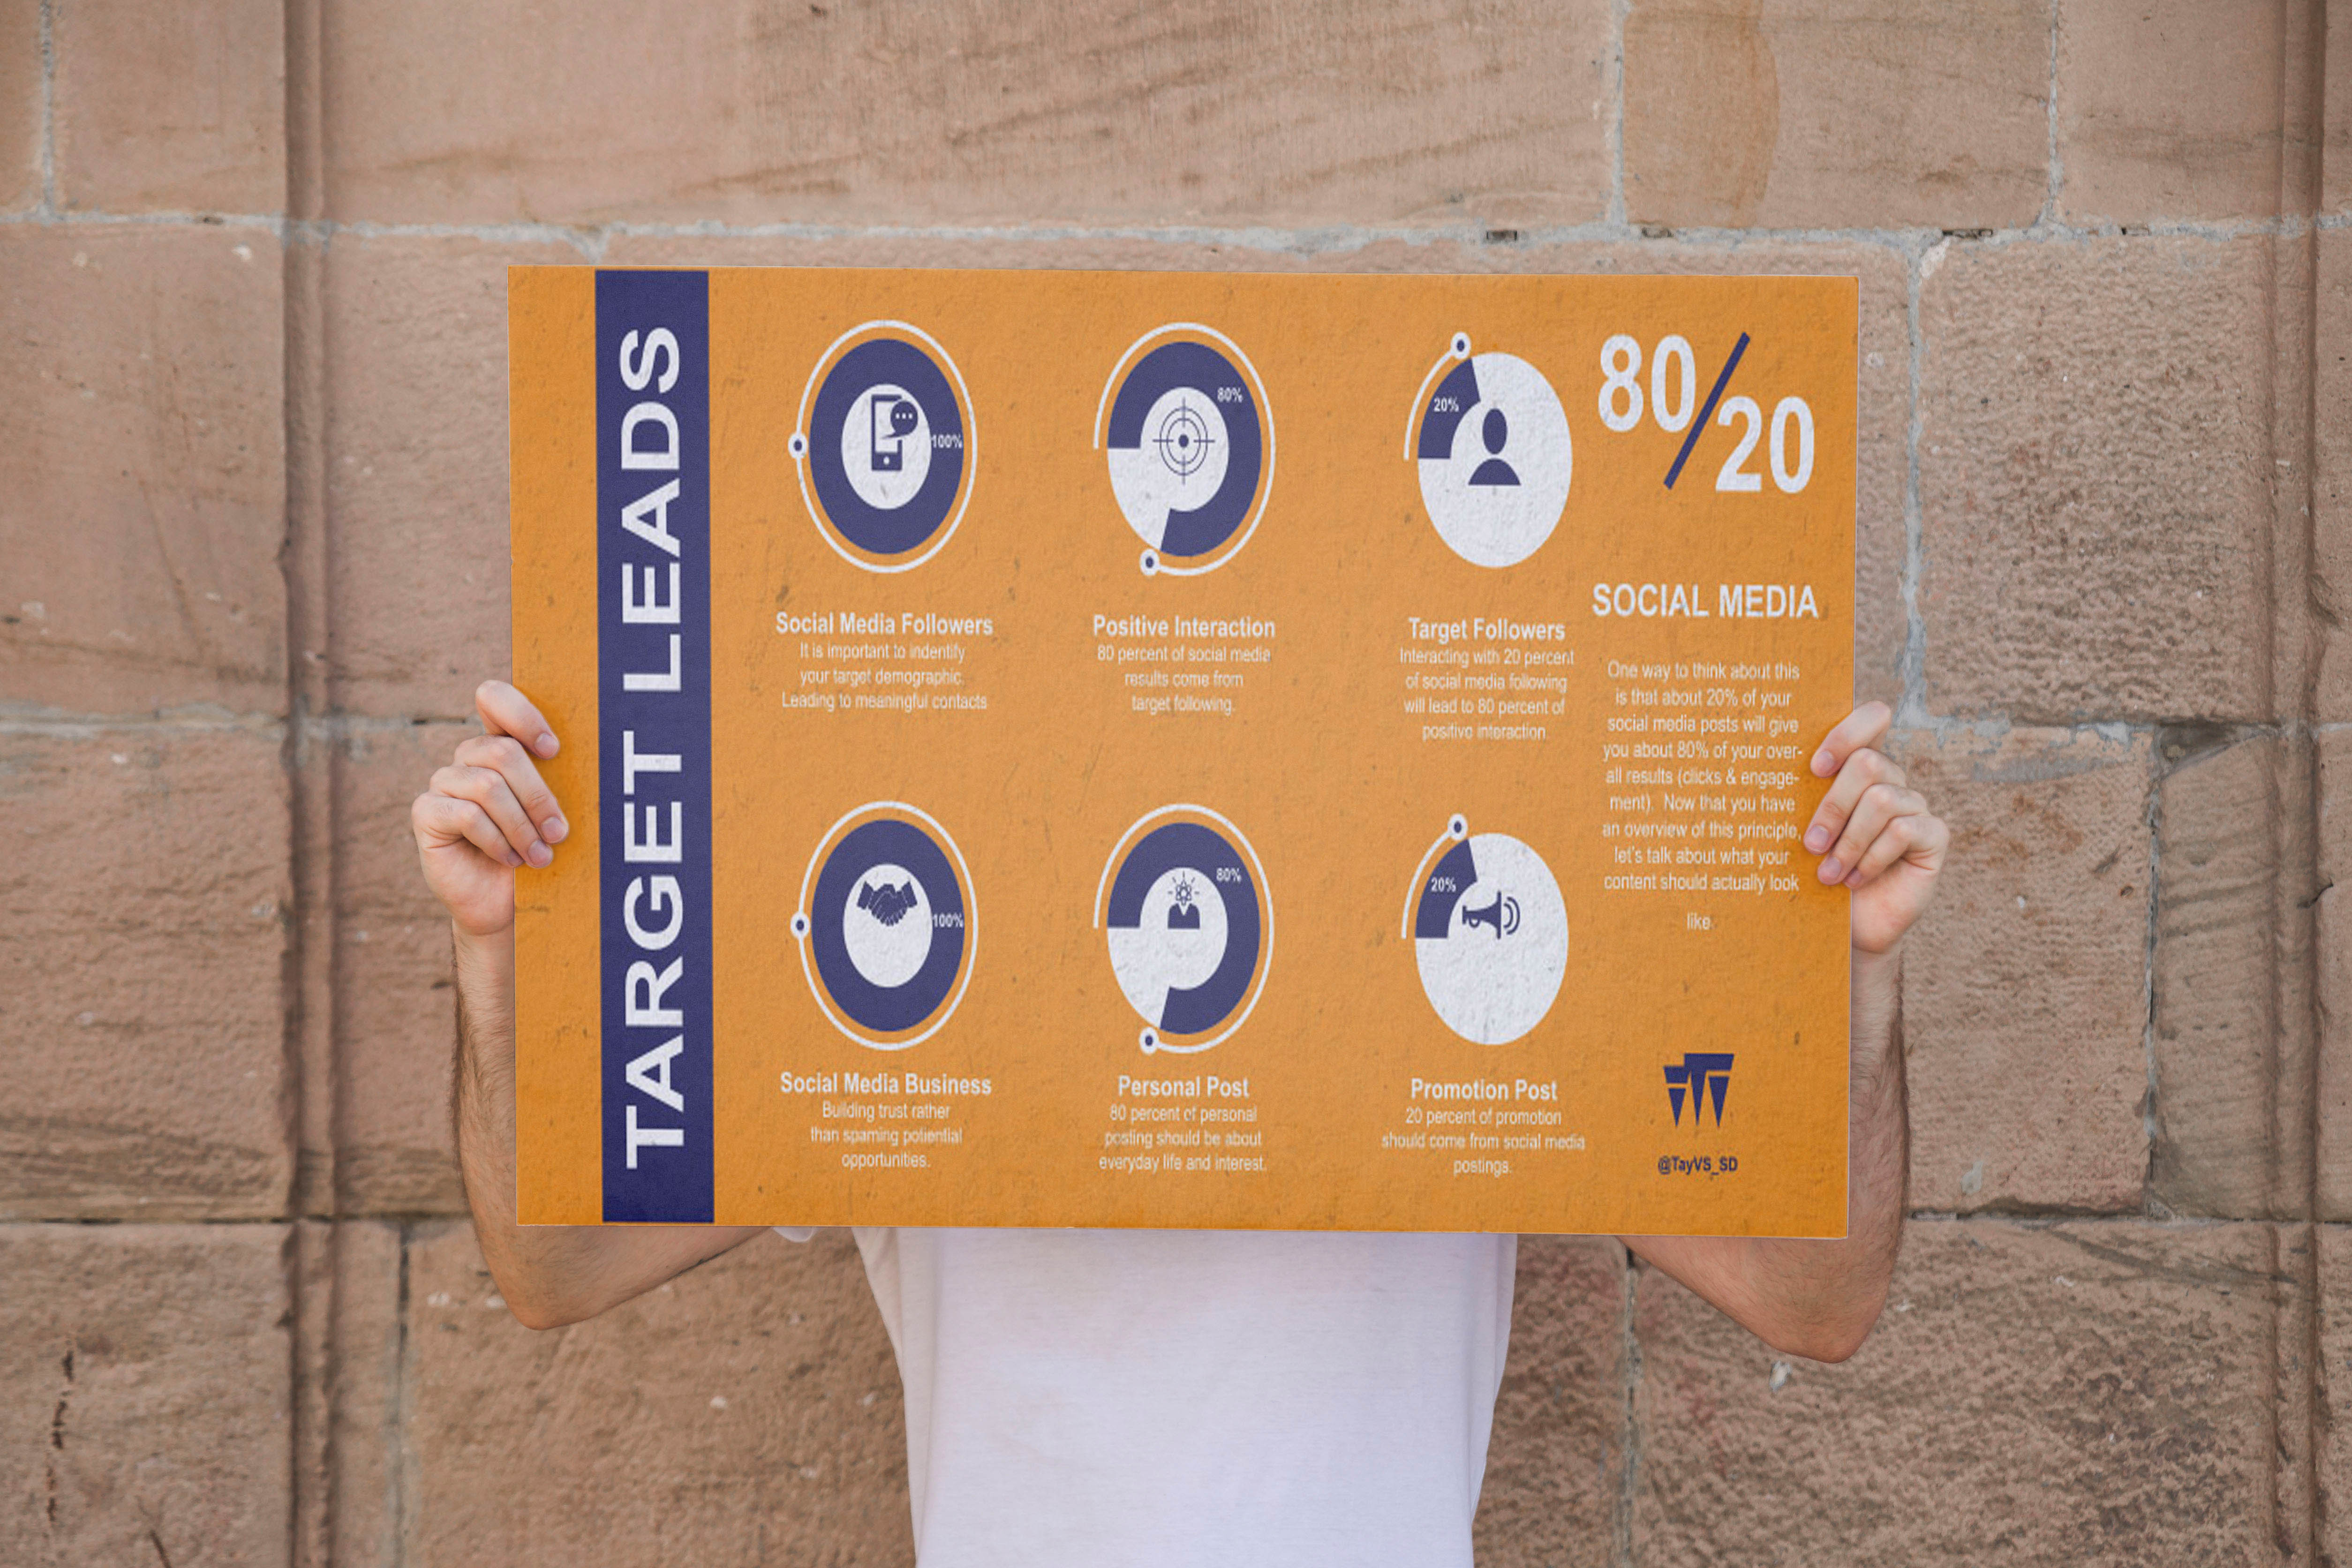 TARGET LEADS
100%
Social Media Followers
It is important to indentify
your target demographic.
Leading to meaningful contacts
80%
Positive Interaction
80 percent of social media
results come from
target following.
20%
Target Followers
Interacting with 20 percent
of social media following
will lead to 80 percent of
positive interaction.
100%
Social Media Business
Building trust rather
than spaming potiential
opportunities.
80%
Personal Post
80 percent of personal
posting should be about
everyday life and interest.
20%
Promotion Post
20 percent of promotion
should come from social media
postings.
80/20
SOCIAL MEDIA
One way to think about this
is that about 20% of your
social media posts will give
you about 80% of your over-
all results (clicks & engage-
ment). Now that you have
an overview of this principle,
let's talk about what your
content should actually look
like.
@TayVS_SD